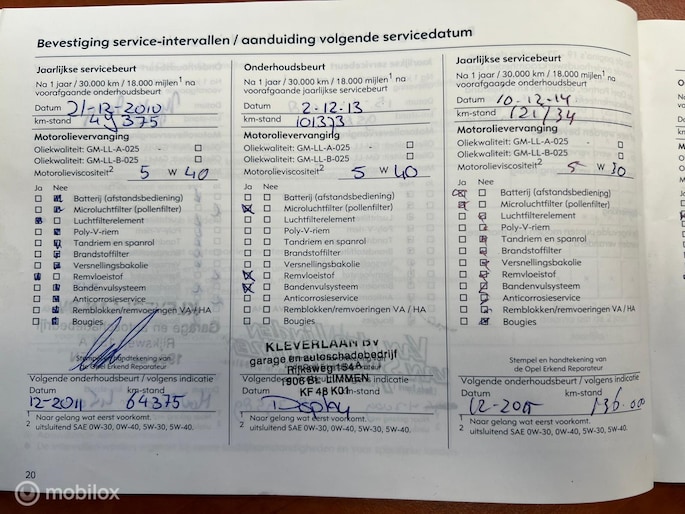 Bevestiging service-intervallen / aanduiding volgende servicedatum
Jaarlijkse servicebeurt
Na 1 jaar / 30.000 km / 18.000 mijlen1 na
voorafgaande onderhoudsbeurt
Datum 21-12-2010
km-stand 49375
Motorolievervanging
Oliekwaliteit: GM-LL-A-025
Oliekwaliteit: GM-LL-B-025
Motorolieviscositeit2 5 W 40
Ja Nee
Batterij (afstandsbediening)
Microluchtfilter (pollenfilter)
Luchtfilterelement
Poly-V-riem
Tandriem en spanrol
Brandstoffilter
Versnellingsbakolie
Remvloeistof
Bandenvulsysteem
Anticorrosieservice
Remblokken/remvoeringen VA / HA
Bougies
Stempel en handtekening van
de Opel Erkend Reparateur
Volgende onderhoudsbeurt / volgens indicatie
Datum km-stand
12-2011 64375
1 Naar gelang wat eerst voorkomt.
2 uitsluitend SAE 0W-30, 0W-40, 5W-30, 5W-40.
20
Onderhoudsbeurt
Na 1 jaar / 30.000 km / 18.000 mijlen1 na
voorafgaande jaarlijkse servicebeurt
Datum 2-12-13
km-stand 101373
Motorolievervanging
Oliekwaliteit: GM-LL-A-025
Oliekwaliteit: GM-LL-B-025
Motorolieviscositeit2 5 W 40
Ja Nee
Batterij (afstandsbediening)
Microluchtfilter (pollenfilter)
Luchtfilterelement
Poly-V-riem
Tandriem en spanrol
Brandstoffilter
Versnellingsbakolie
Remvloeistof
Bandenvulsysteem
Anticorrosieservice
Remblokken/remvoeringen VA / HA
Bougies
KLEVERLAAN BV
garage en autoschadebedrijf
Rijksweg 154A
1906 BL LIMMEN
KF 48 K01
Volgende onderhoudsbeurt / volgens indicatie
Datum km-stand
Display
1 Naar gelang wat eerst voorkomt.
2 uitsluitend SAE 0W-30, 0W-40, 5W-30, 5W-40.
Jaarlijkse servicebeurt
Na 1 jaar / 30.000 km / 18.000 mijlen1 na
voorafgaande onderhoudsbeurt
Datum 10-12-14
km-stand 121134
Motorolievervanging
Oliekwaliteit: GM-LL-A-025
Oliekwaliteit: GM-LL-B-025
Motorolieviscositeit2 5 W 30
Ja Nee
Batterij (afstandsbediening)
Microluchtfilter (pollenfilter)
Luchtfilterelement
Poly-V-riem
Tandriem en spanrol
Brandstoffilter
Versnellingsbakolie
Remvloeistof
Bandenvulsysteem
Anticorrosieservice
Remblokken/remvoeringen VA / HA
Bougies
Stempel en handtekening van
de Opel Erkend Reparateur
Volgende onderhoudsbeurt / volgens indicatie
Datum km-stand
12-2015 136.000
1 Naar gelang wat eerst voorkomt.
2 uitsluitend SAE 0W-30, 0W-40, 5W-30, 5W-40.
mobilox